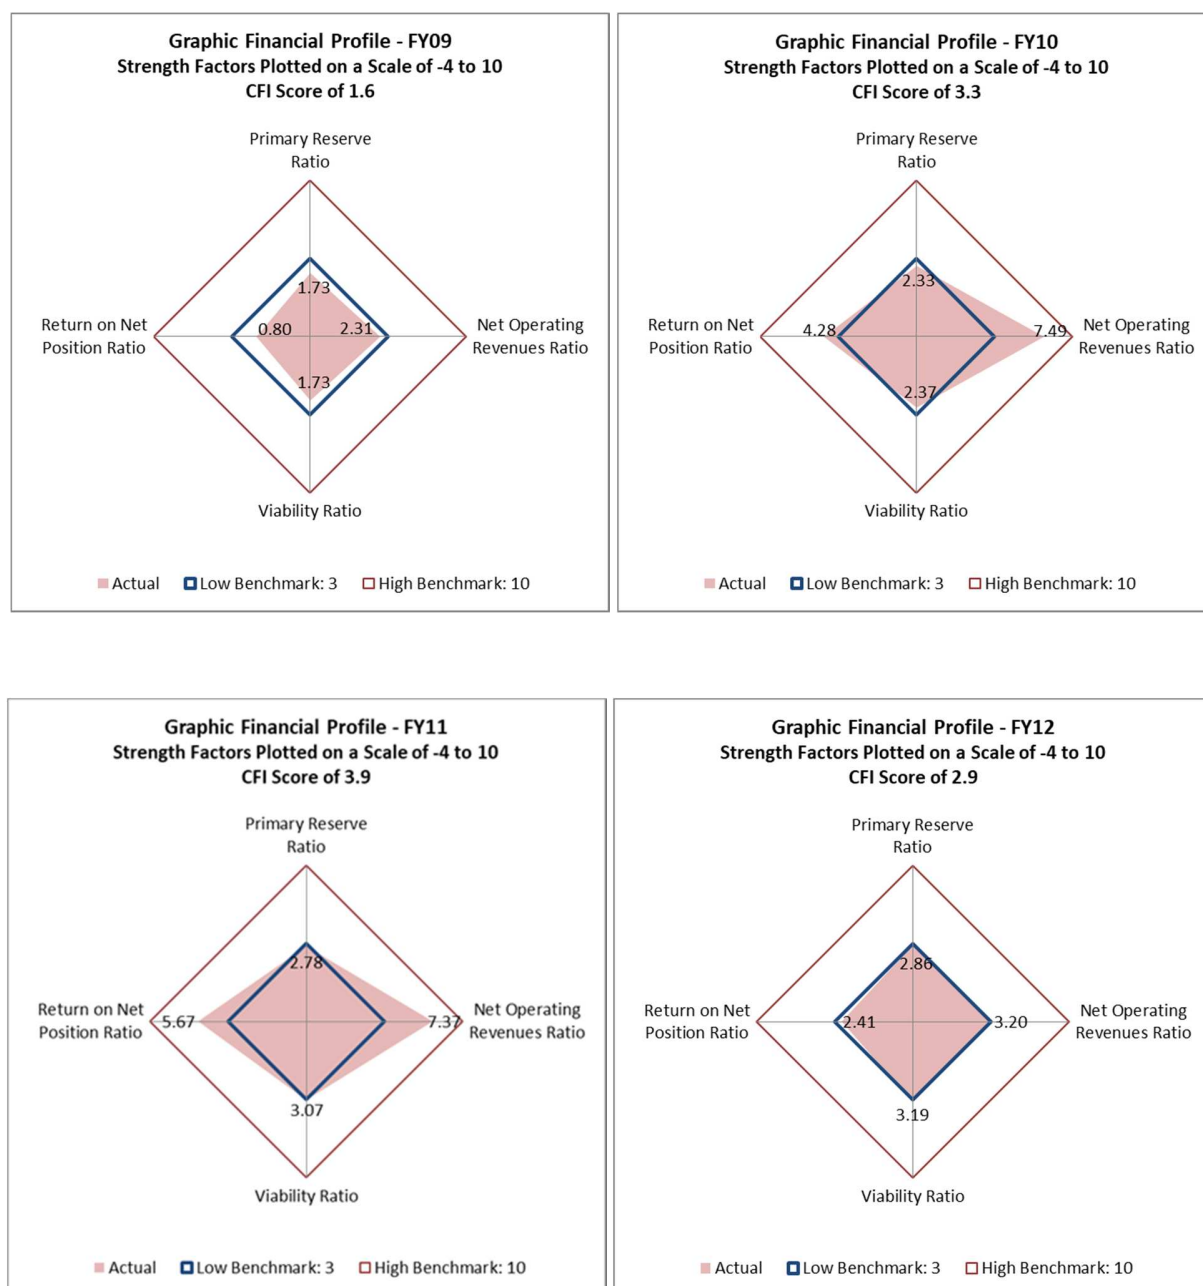 Graphic Financial Profile - FY09
Strength Factors Plotted on a Scale of -4 to 10
CFI Score of 1.6
Primary Reserve
Ratio
1.73
Return on Net
Position Ratio
0.80
2.31
Net Operating
Revenues Ratio
1.73
Viability Ratio
Actual
Low Benchmark: 3
High Benchmark: 10
Graphic Financial Profile - FY10
Strength Factors Plotted on a Scale of -4 to 10
CFI Score of 3.3
Primary Reserve
Ratio
2.33
Return on Net
Position Ratio
4.28
7.49
Net Operating
Revenues Ratio
2.37
Viability Ratio
Actual
Low Benchmark: 3
High Benchmark: 10
Graphic Financial Profile - FY11
Strength Factors Plotted on a Scale of -4 to 10
CFI Score of 3.9
Primary Reserve
Ratio
2.78
Return on Net
Position Ratio
5.67
7.37
Net Operating
Revenues Ratio
3.07
Viability Ratio
Actual
Low Benchmark: 3
High Benchmark: 10
Graphic Financial Profile - FY12
Strength Factors Plotted on a Scale of -4 to 10
CFI Score of 2.9
Primary Reserve
Ratio
2.86
Return on Net
Position Ratio
2.41
3.20
Net Operating
Revenues Ratio
3.19
Viability Ratio
Actual
Low Benchmark: 3
High Benchmark: 10